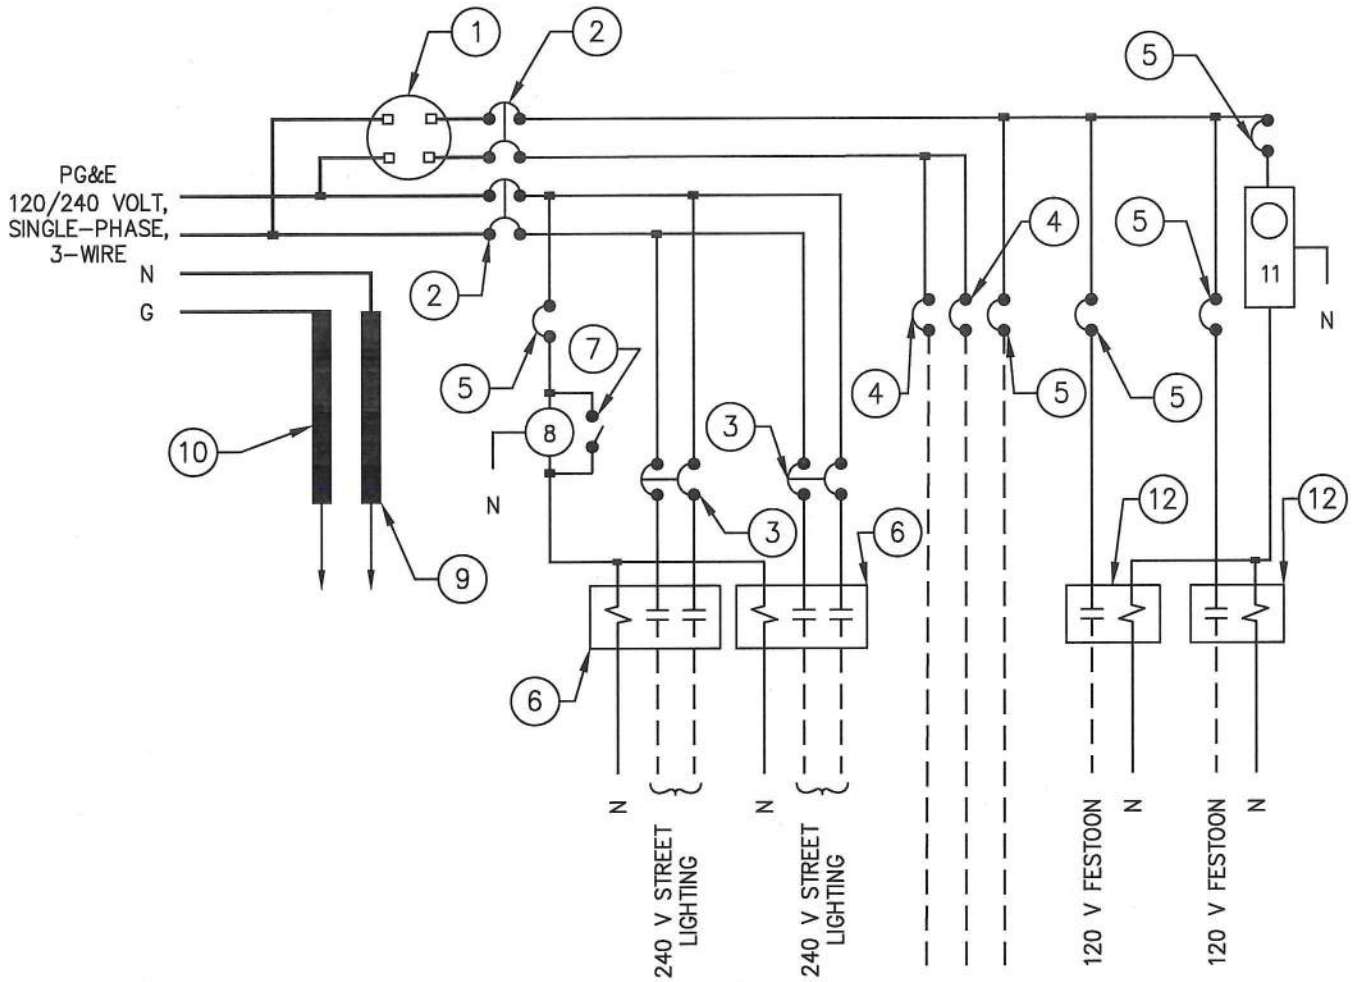 1
2
5
PG&E
120/240 VOLT,
SINGLE-PHASE,
3-WIRE
N
G
2
4
5
11
N
5
7
4
5
5
10
8
3
N
3
12
12
9
6
6
N
N
N
N
240 V STREET
LIGHTING
240 V STREET
LIGHTING
120 V FESTOON
120 V FESTOON